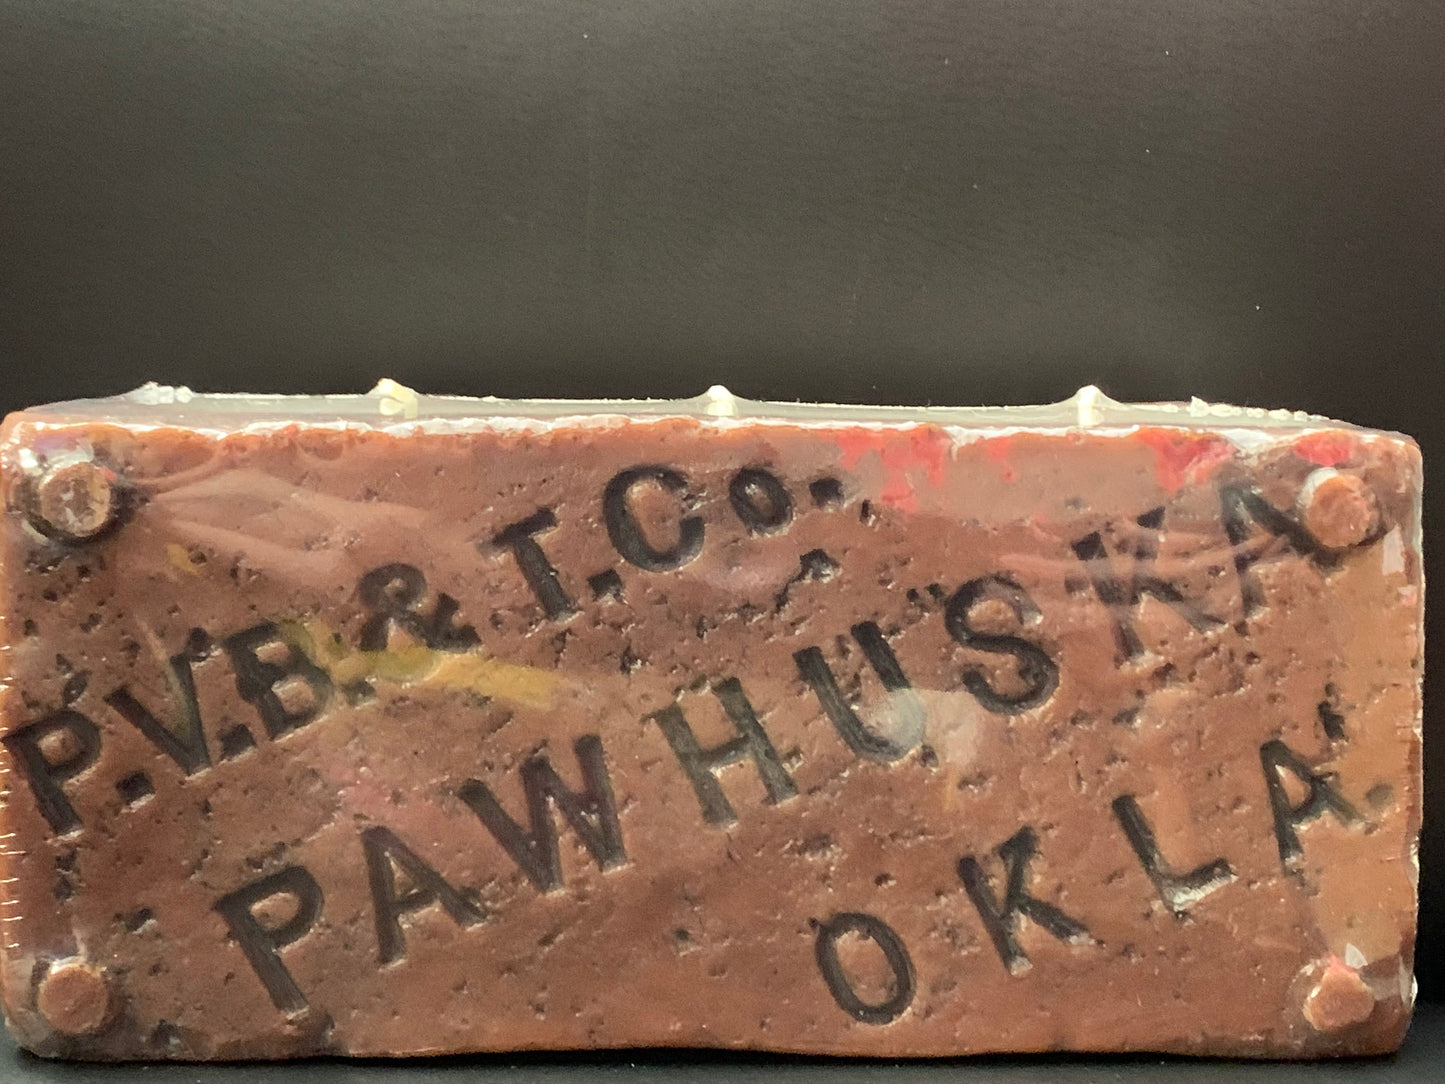 P.V.B. & T. Co.
PAWHUSKA
OKLA.